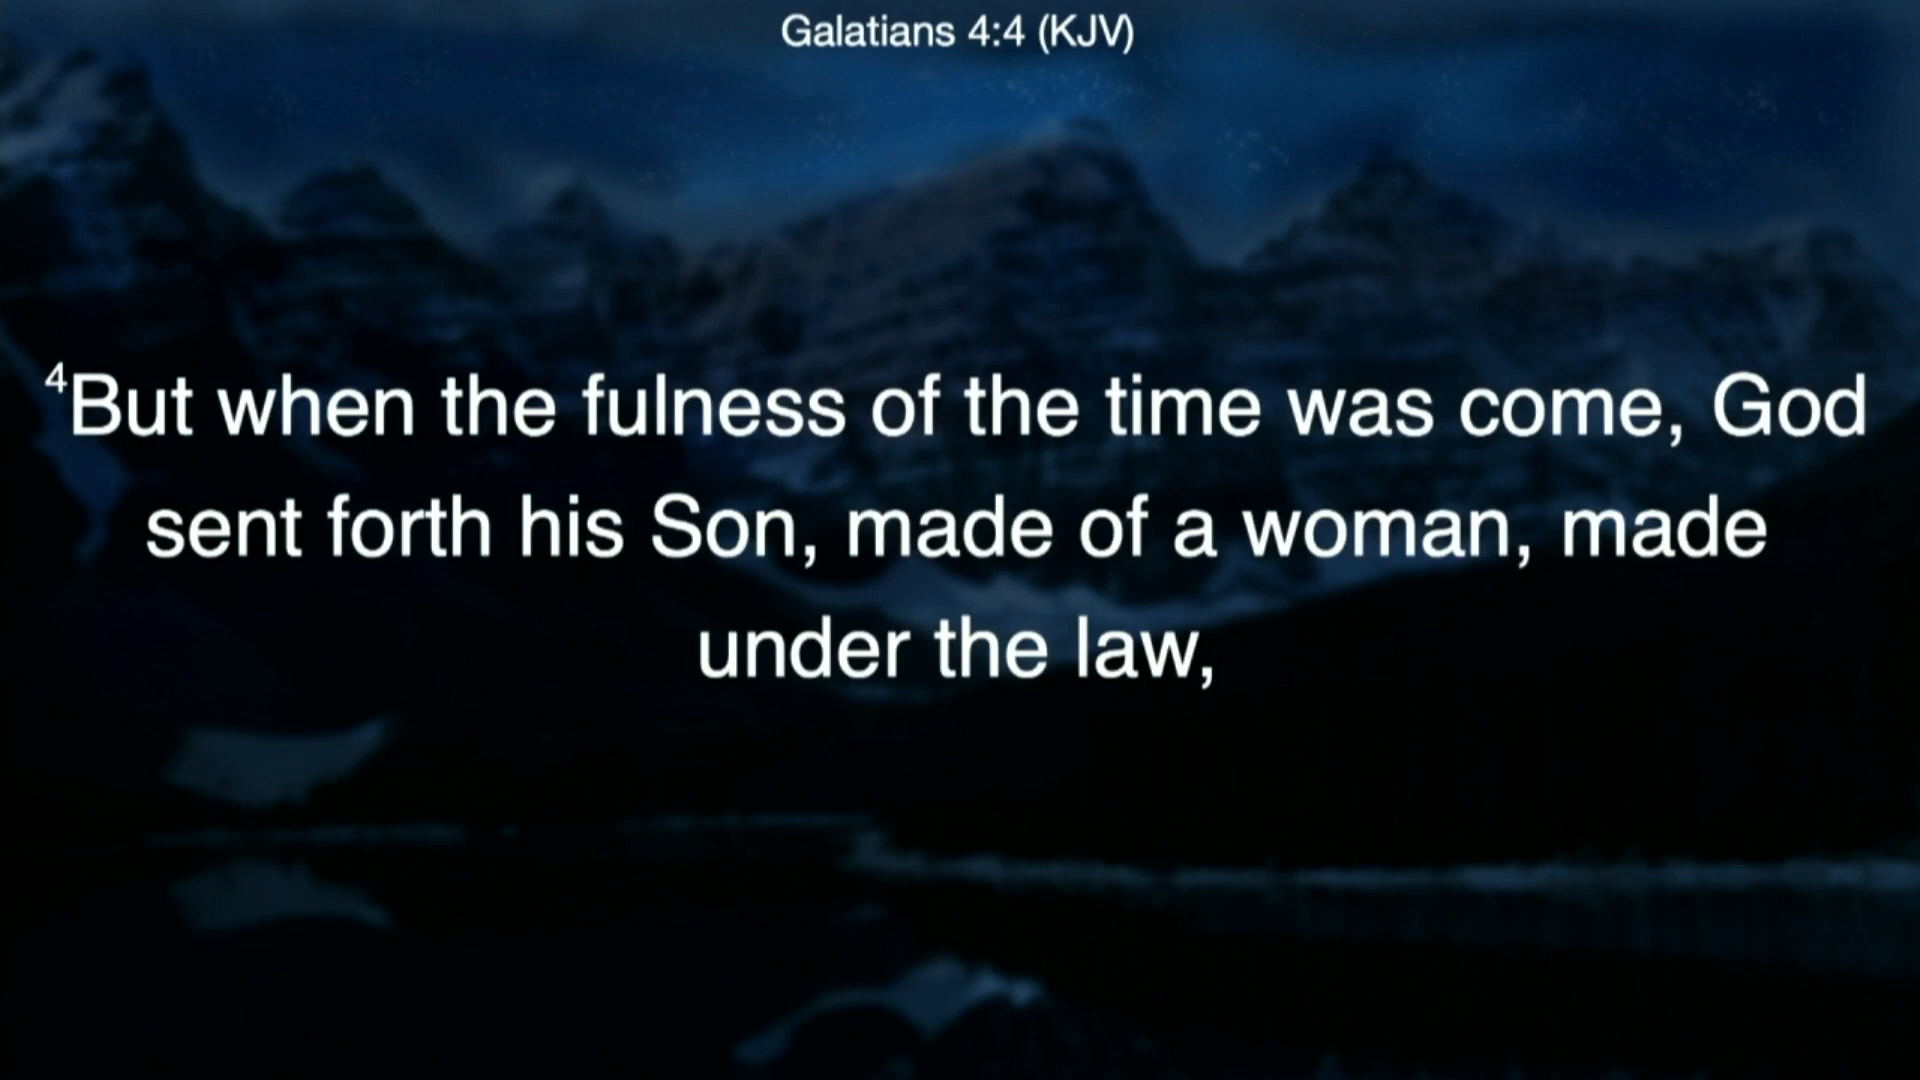 Galatians 4:4 (KJV)
⁴But when the fulness of the time was come, God
sent forth his Son, made of a woman, made
under the law,